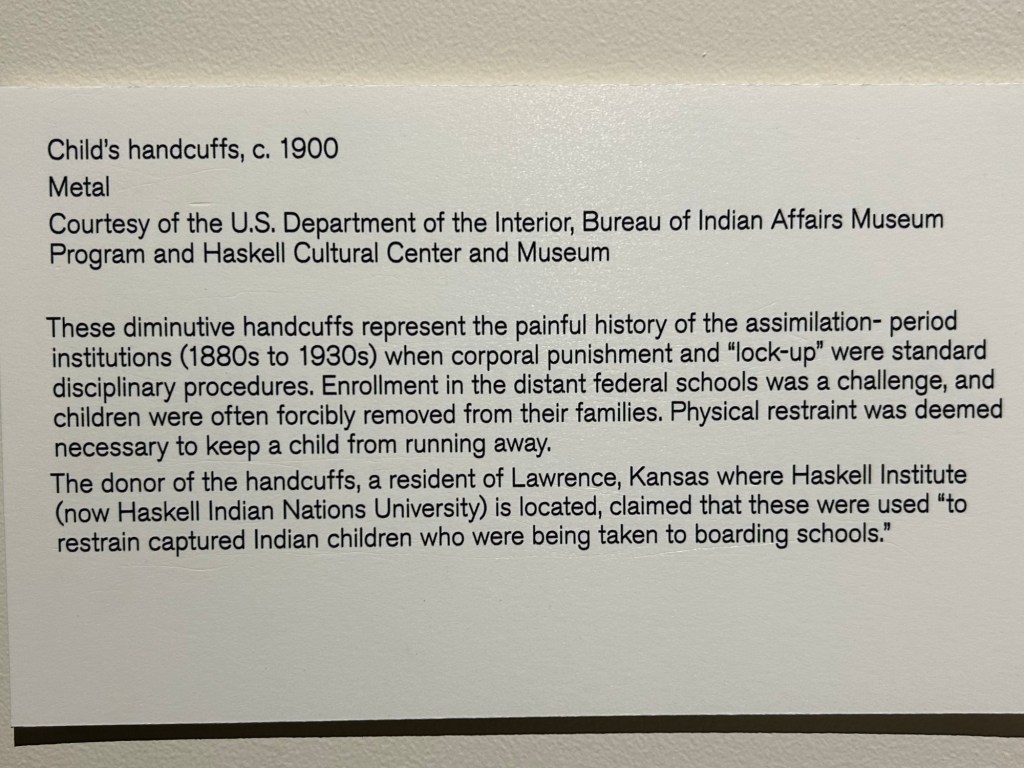 Child's handcuffs, c. 1900
Metal
Courtesy of the U.S. Department of the Interior, Bureau of Indian Affairs Museum
Program and Haskell Cultural Center and Museum
These diminutive handcuffs represent the painful history of the assimilation- period
institutions (1880s to 1930s) when corporal punishment and “lock-up” were standard
disciplinary procedures. Enrollment in the distant federal schools was a challenge, and
children were often forcibly removed from their families. Physical restraint was deemed
necessary to keep a child from running away.
The donor of the handcuffs, a resident of Lawrence, Kansas where Haskell Institute
(now Haskell Indian Nations University) is located, claimed that these were used “to
restrain captured Indian children who were being taken to boarding schools.”